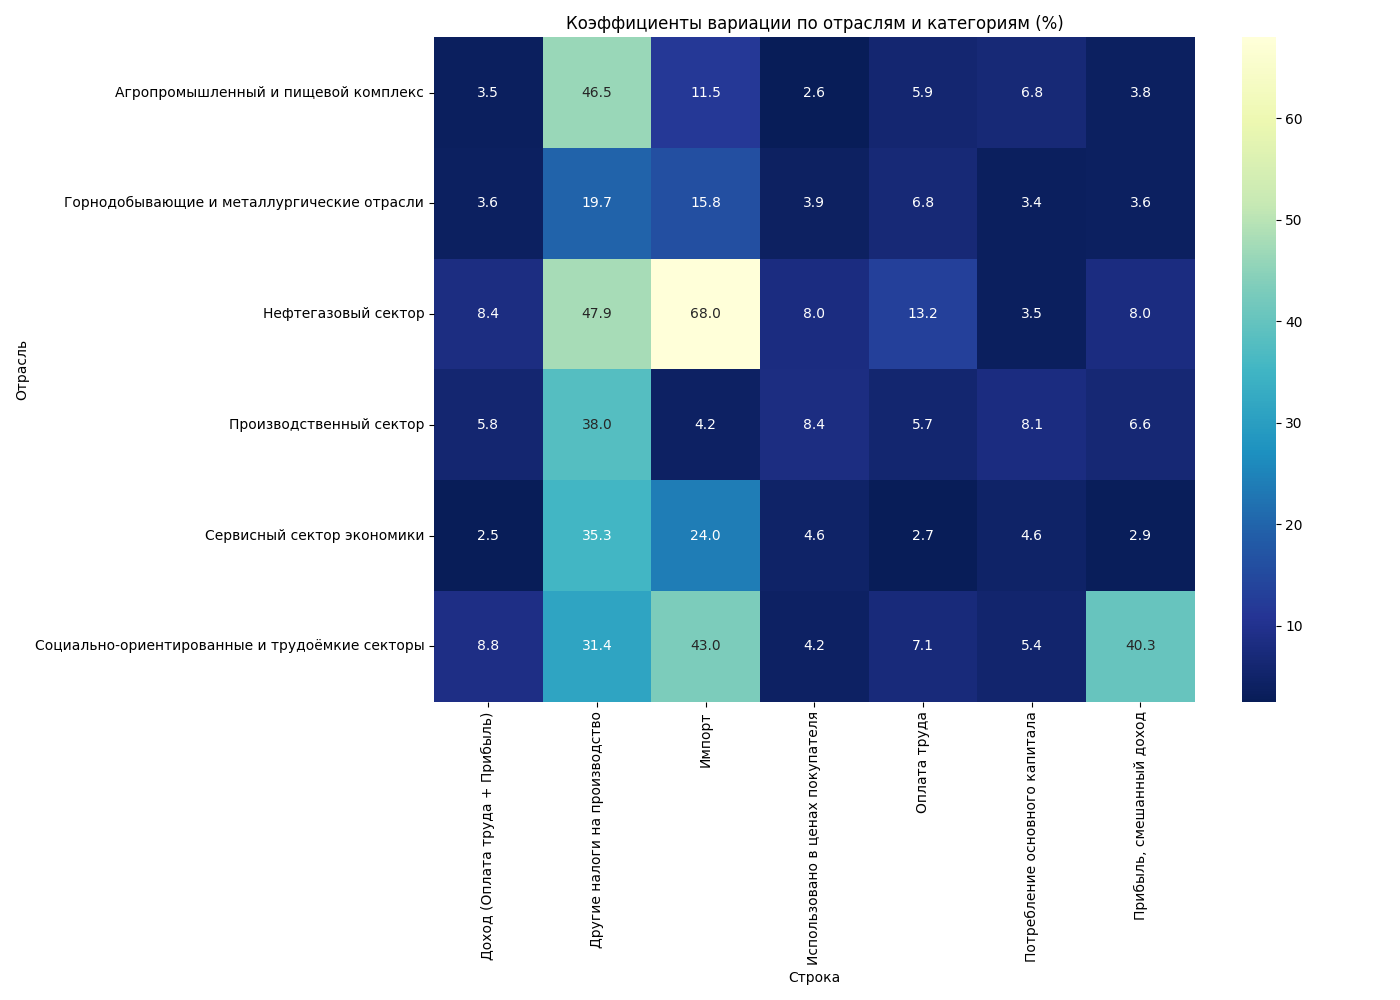 Коэффициенты вариации по отраслям и категориям (%)
Отрасль
Агропромышленный и пищевой комплекс 3.5 46.5 11.5 2.6 5.9 6.8 3.8
Горнодобывающие и металлургические отрасли 3.6 19.7 15.8 3.9 6.8 3.4 3.6
Нефтегазовый сектор 8.4 47.9 68.0 8.0 13.2 3.5 8.0
Производственный сектор 5.8 38.0 4.2 8.4 5.7 8.1 6.6
Сервисный сектор экономики 2.5 35.3 24.0 4.6 2.7 4.6 2.9
Социально-ориентированные и трудоёмкие секторы 8.8 31.4 43.0 4.2 7.1 5.4 40.3
Доход (Оплата труда + Прибыль)
Другие налоги на производство
Импорт
Использовано в ценах покупателя
Оплата труда
Потребление основного капитала
Прибыль, смешанный доход
Строка
60
50
40
30
20
10